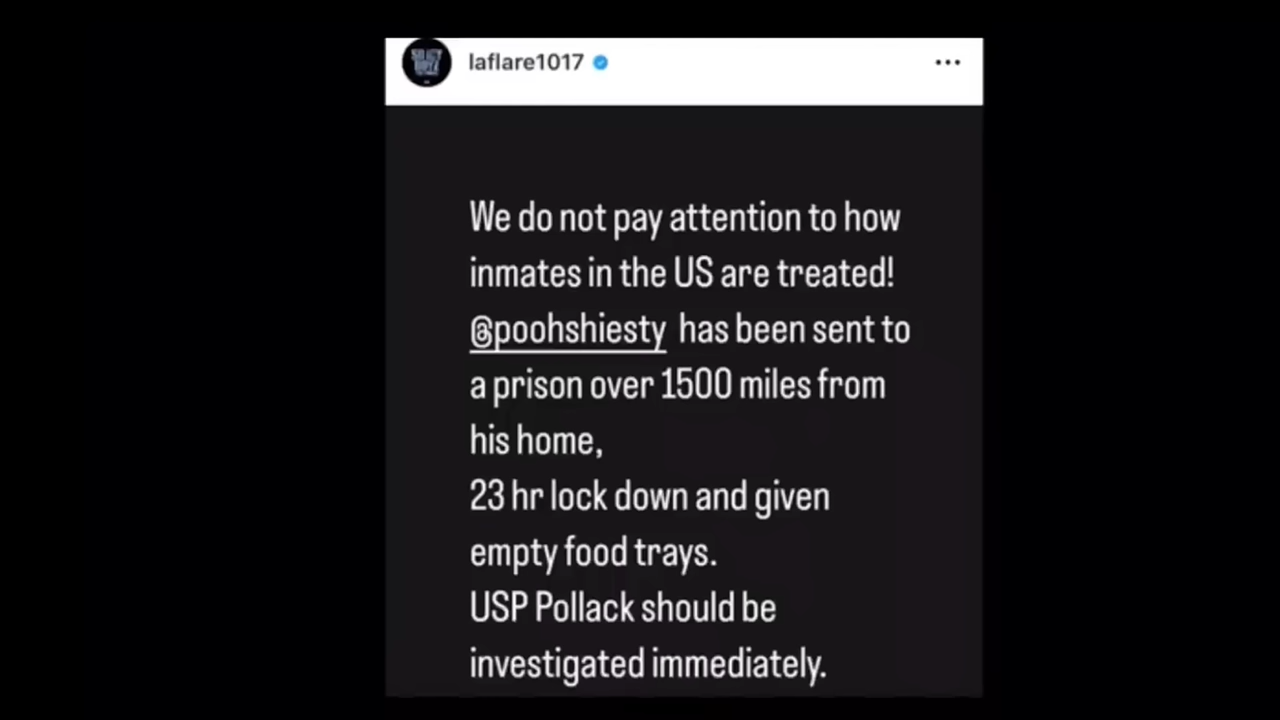 laflare1017
We do not pay attention to how
inmates in the US are treated!
@poohshiesty has been sent to
a prison over 1500 miles from
his home,
23 hr lock down and given
empty food trays.
USP Pollack should be
investigated immediately.